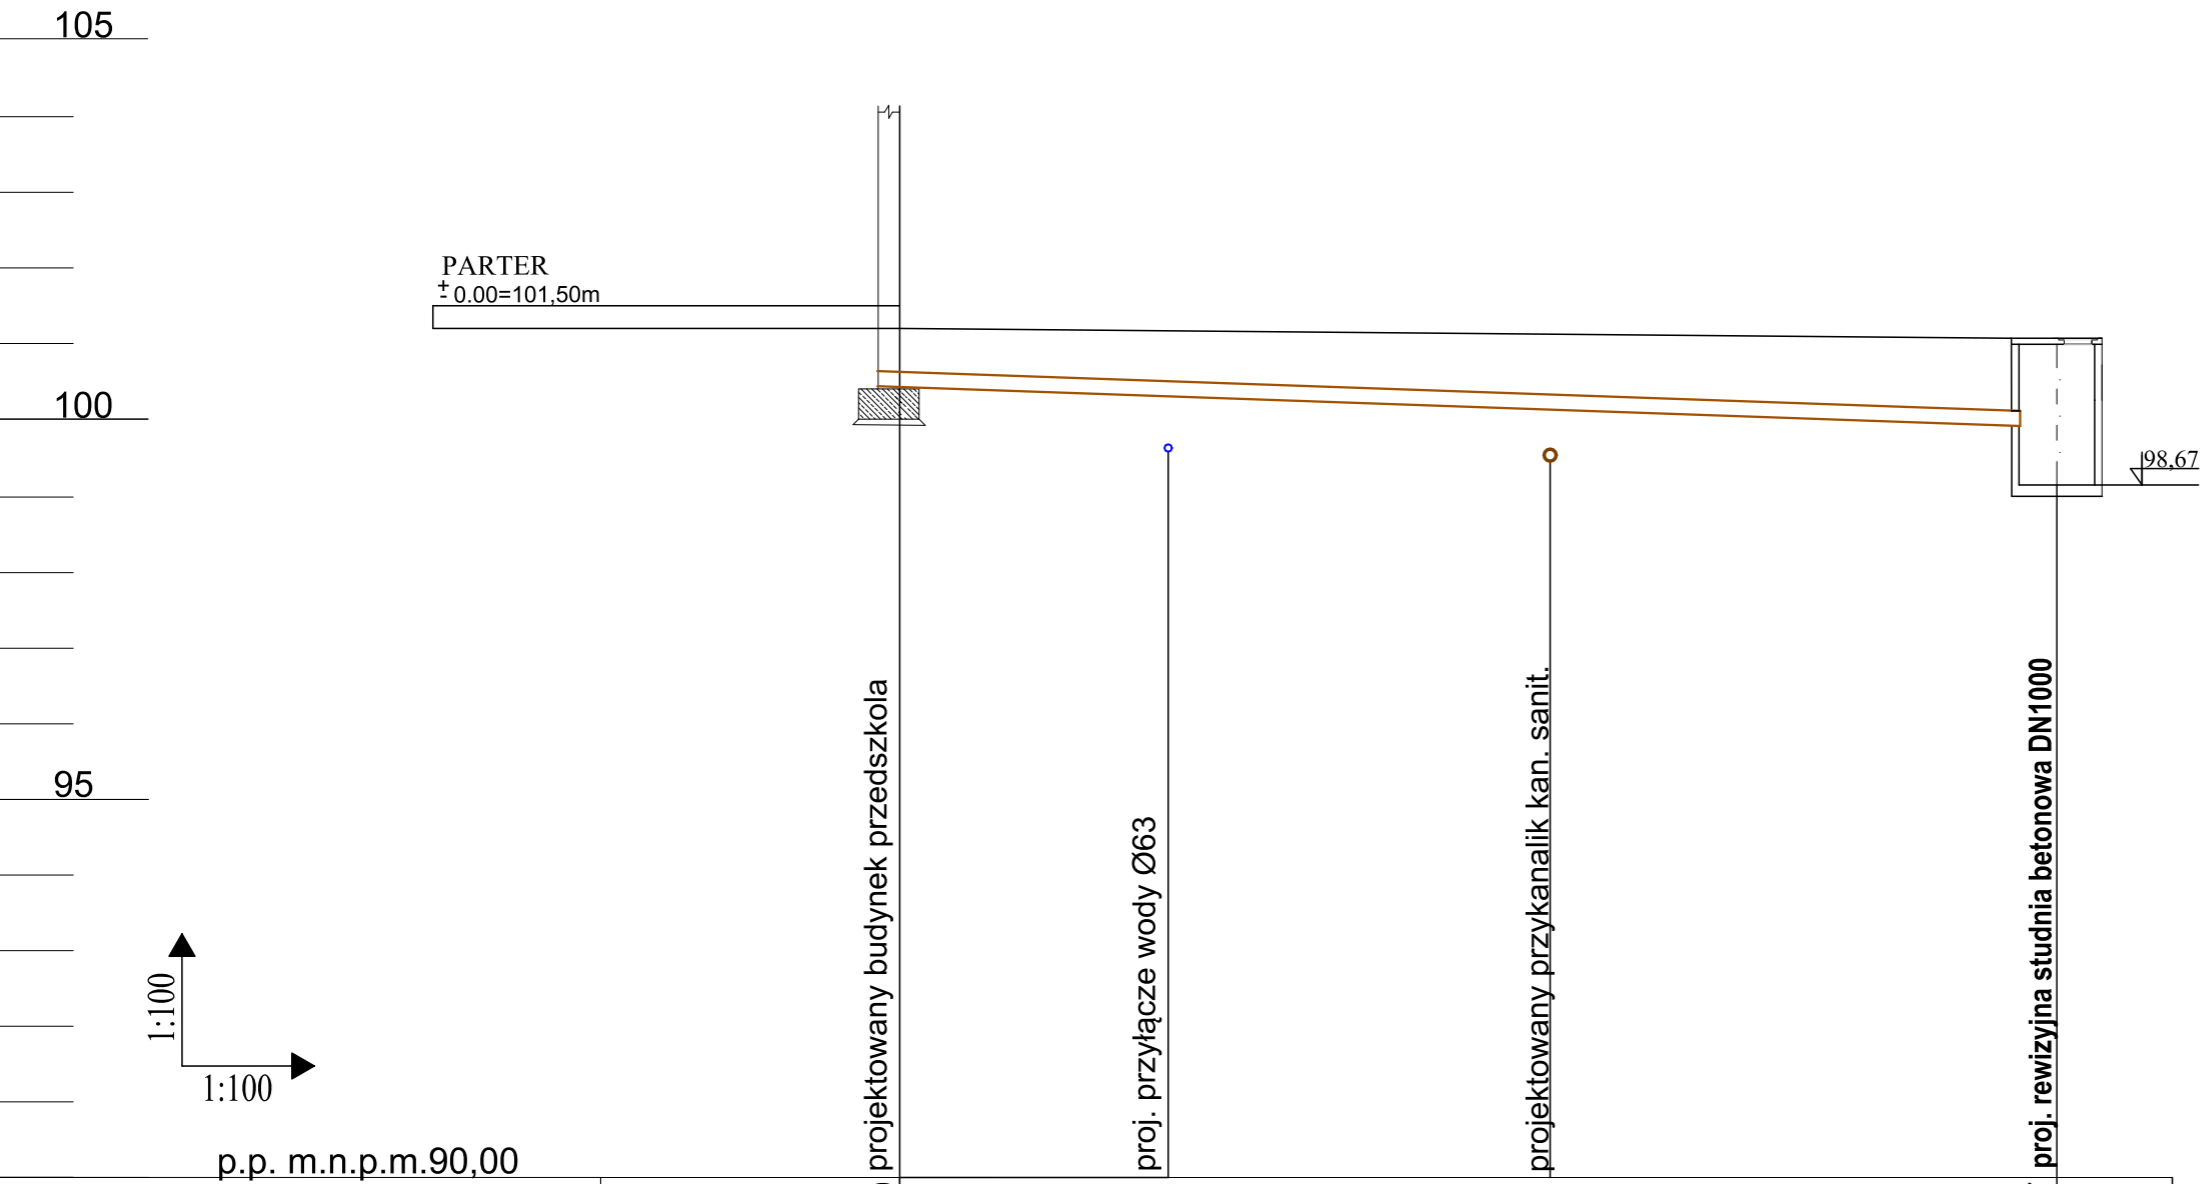 105
PARTER
± 0.00=101,50m
100
98,67
95
projektowany budynek przedszkola
proj. przyłącze wody Ø63
projektowany przykanalik kan. sanit.
proj. rewizyjna studnia betonowa DN1000
1:100
1:100
p.p. m.n.p.m.90,00